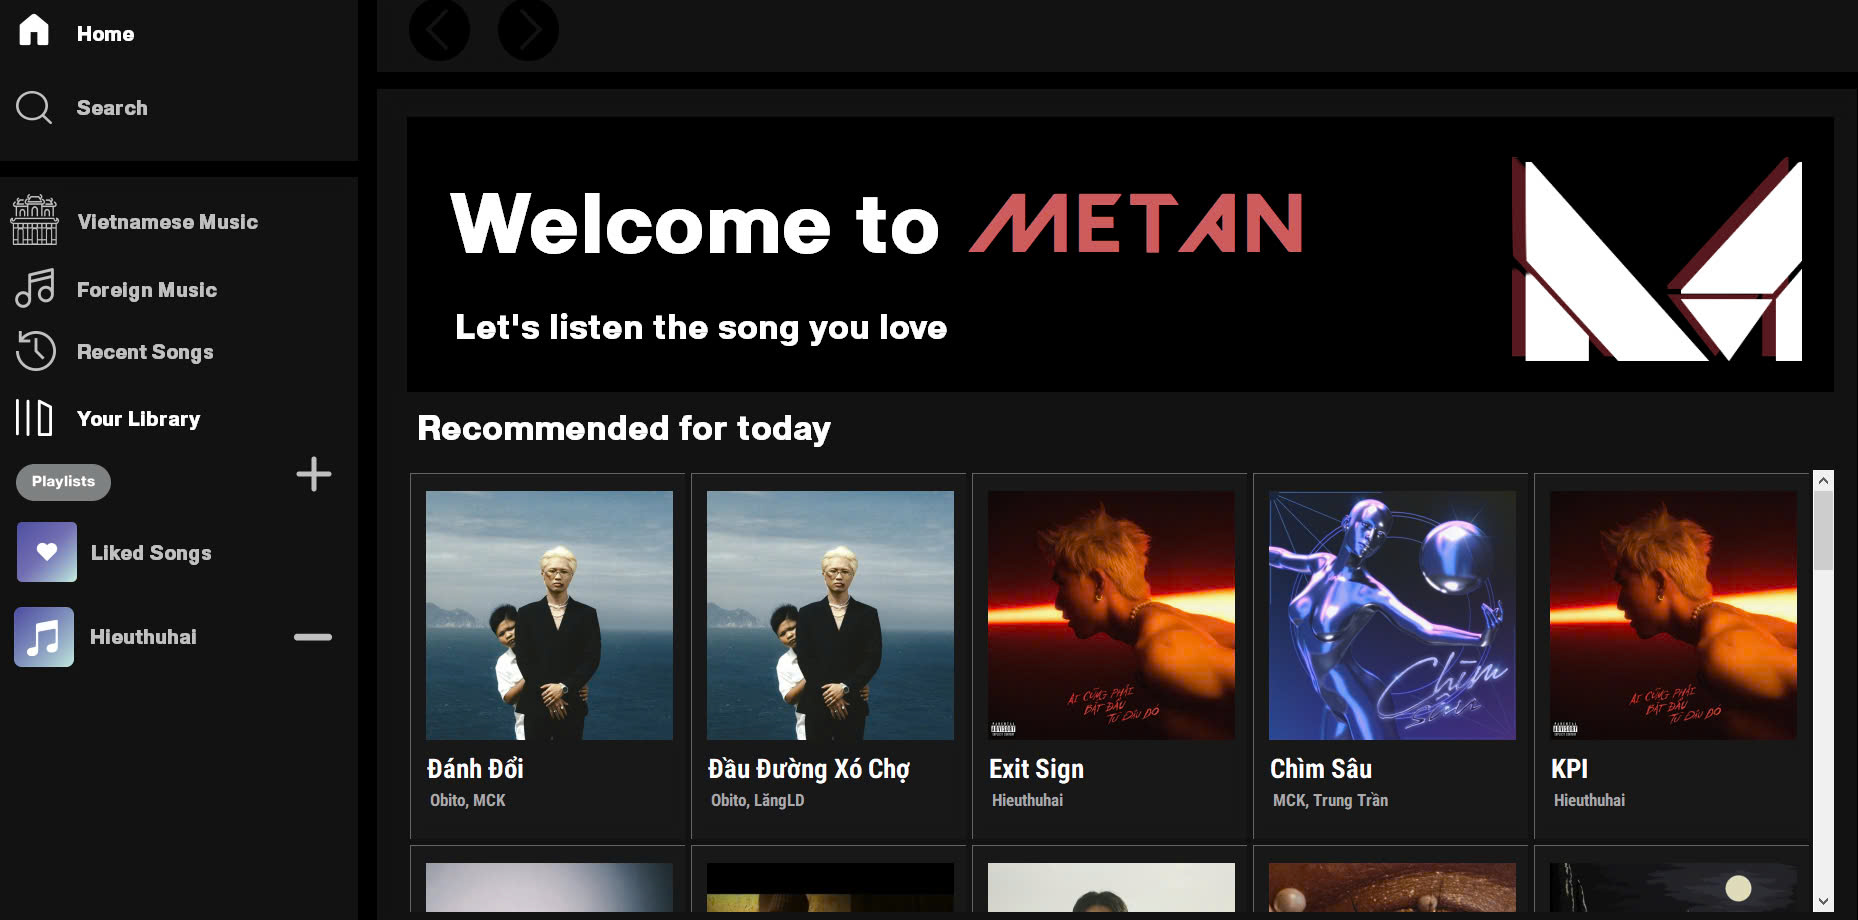 Home
Search
Vietnamese Music
Foreign Music
Recent Songs
Your Library
Playlists
Liked Songs
Hieuthuhai
Welcome to METAN
Let's listen the song you love
Recommended for today
Chìm
Sâu
AI CŨNG PHẢI
BẮT ĐẦU
TỪ ĐÂU ĐÓ
AI CŨNG PHẢI
BẮT ĐẦU
TỪ ĐÂU ĐÓ
Đánh Đổi
Obito, MCK
Đầu Đường Xó Chợ
Obito, LăngLD
Exit Sign
Hieuthuhai
Chìm Sâu
MCK, Trung Trần
KPI
Hieuthuhai